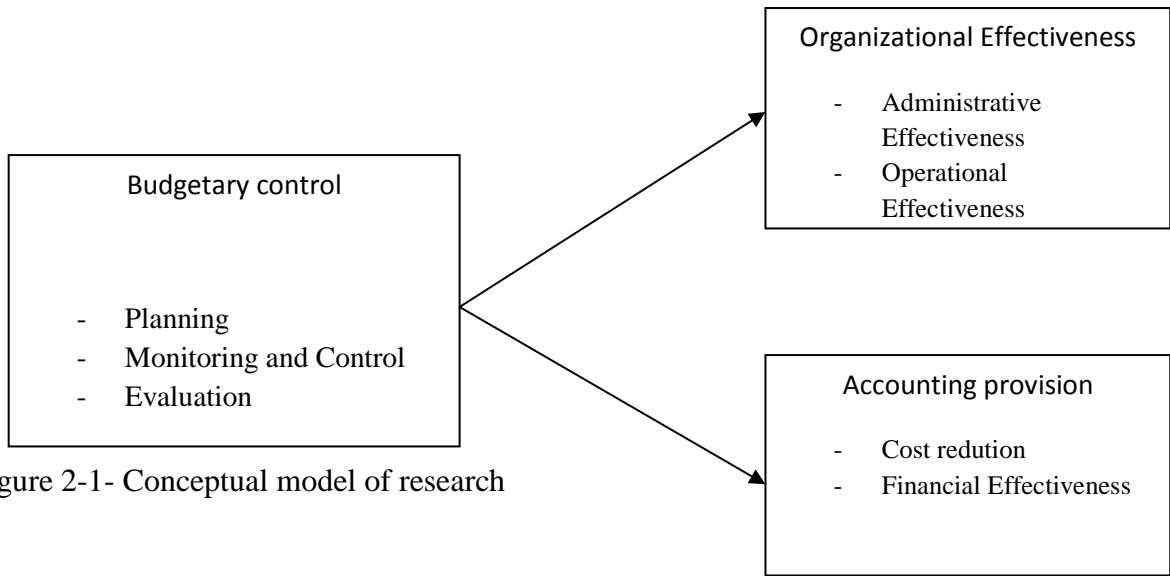 Organizational Effectiveness
- Administrative
Effectiveness
- Operational
Effectiveness
Budgetary control
- Planning
- Monitoring and Control
- Evaluation
Accounting provision
- Cost redution
- Financial Effectiveness
gure 2-1- Conceptual model of research